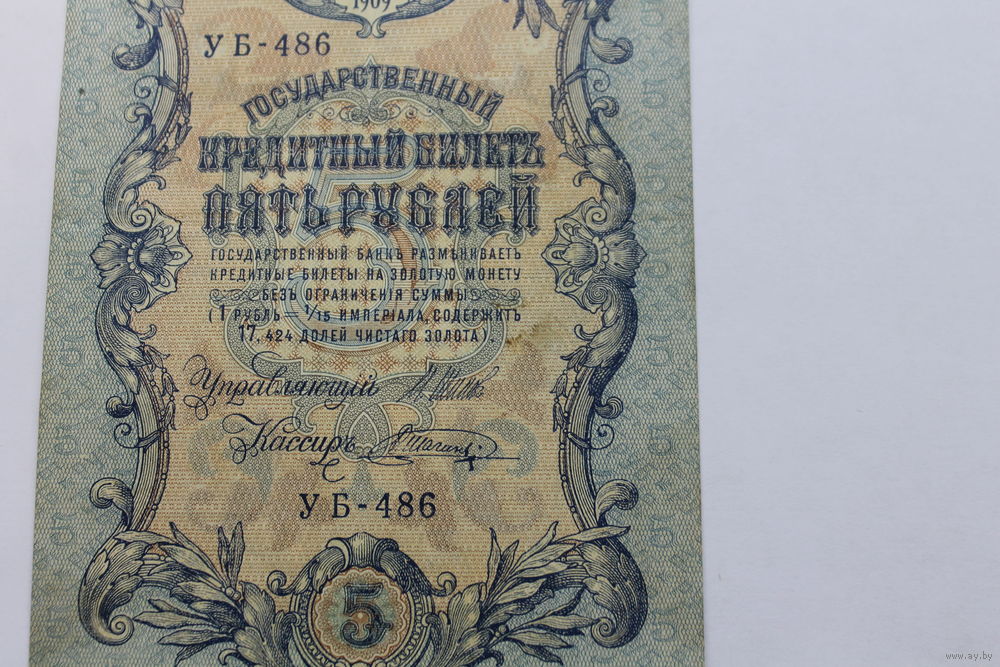 1909
УБ-486
ГОСУДАРСТВЕННЫЙ
КРЕДИТНЫЙ БИЛЕТЪ
ПЯТЬ РУБЛЕЙ
ГОСУДАРСТВЕННЫЙ БАНКЪ РАЗМѢНИВАЕТЪ
КРЕДИТНЫЕ БИЛЕТЫ НА ЗОЛОТУЮ МОНЕТУ
БЕЗЪ ОГРАНИЧЕНІЯ СУММЫ
(1 РУБЛЬ = 1/15 ИМПЕРІАЛА, СОДЕРЖИТЪ
17,424 ДОЛЕЙ ЧИСТАГО ЗОЛОТА).
Управляющій
Кассиръ
УБ-486
5
www.ay.by